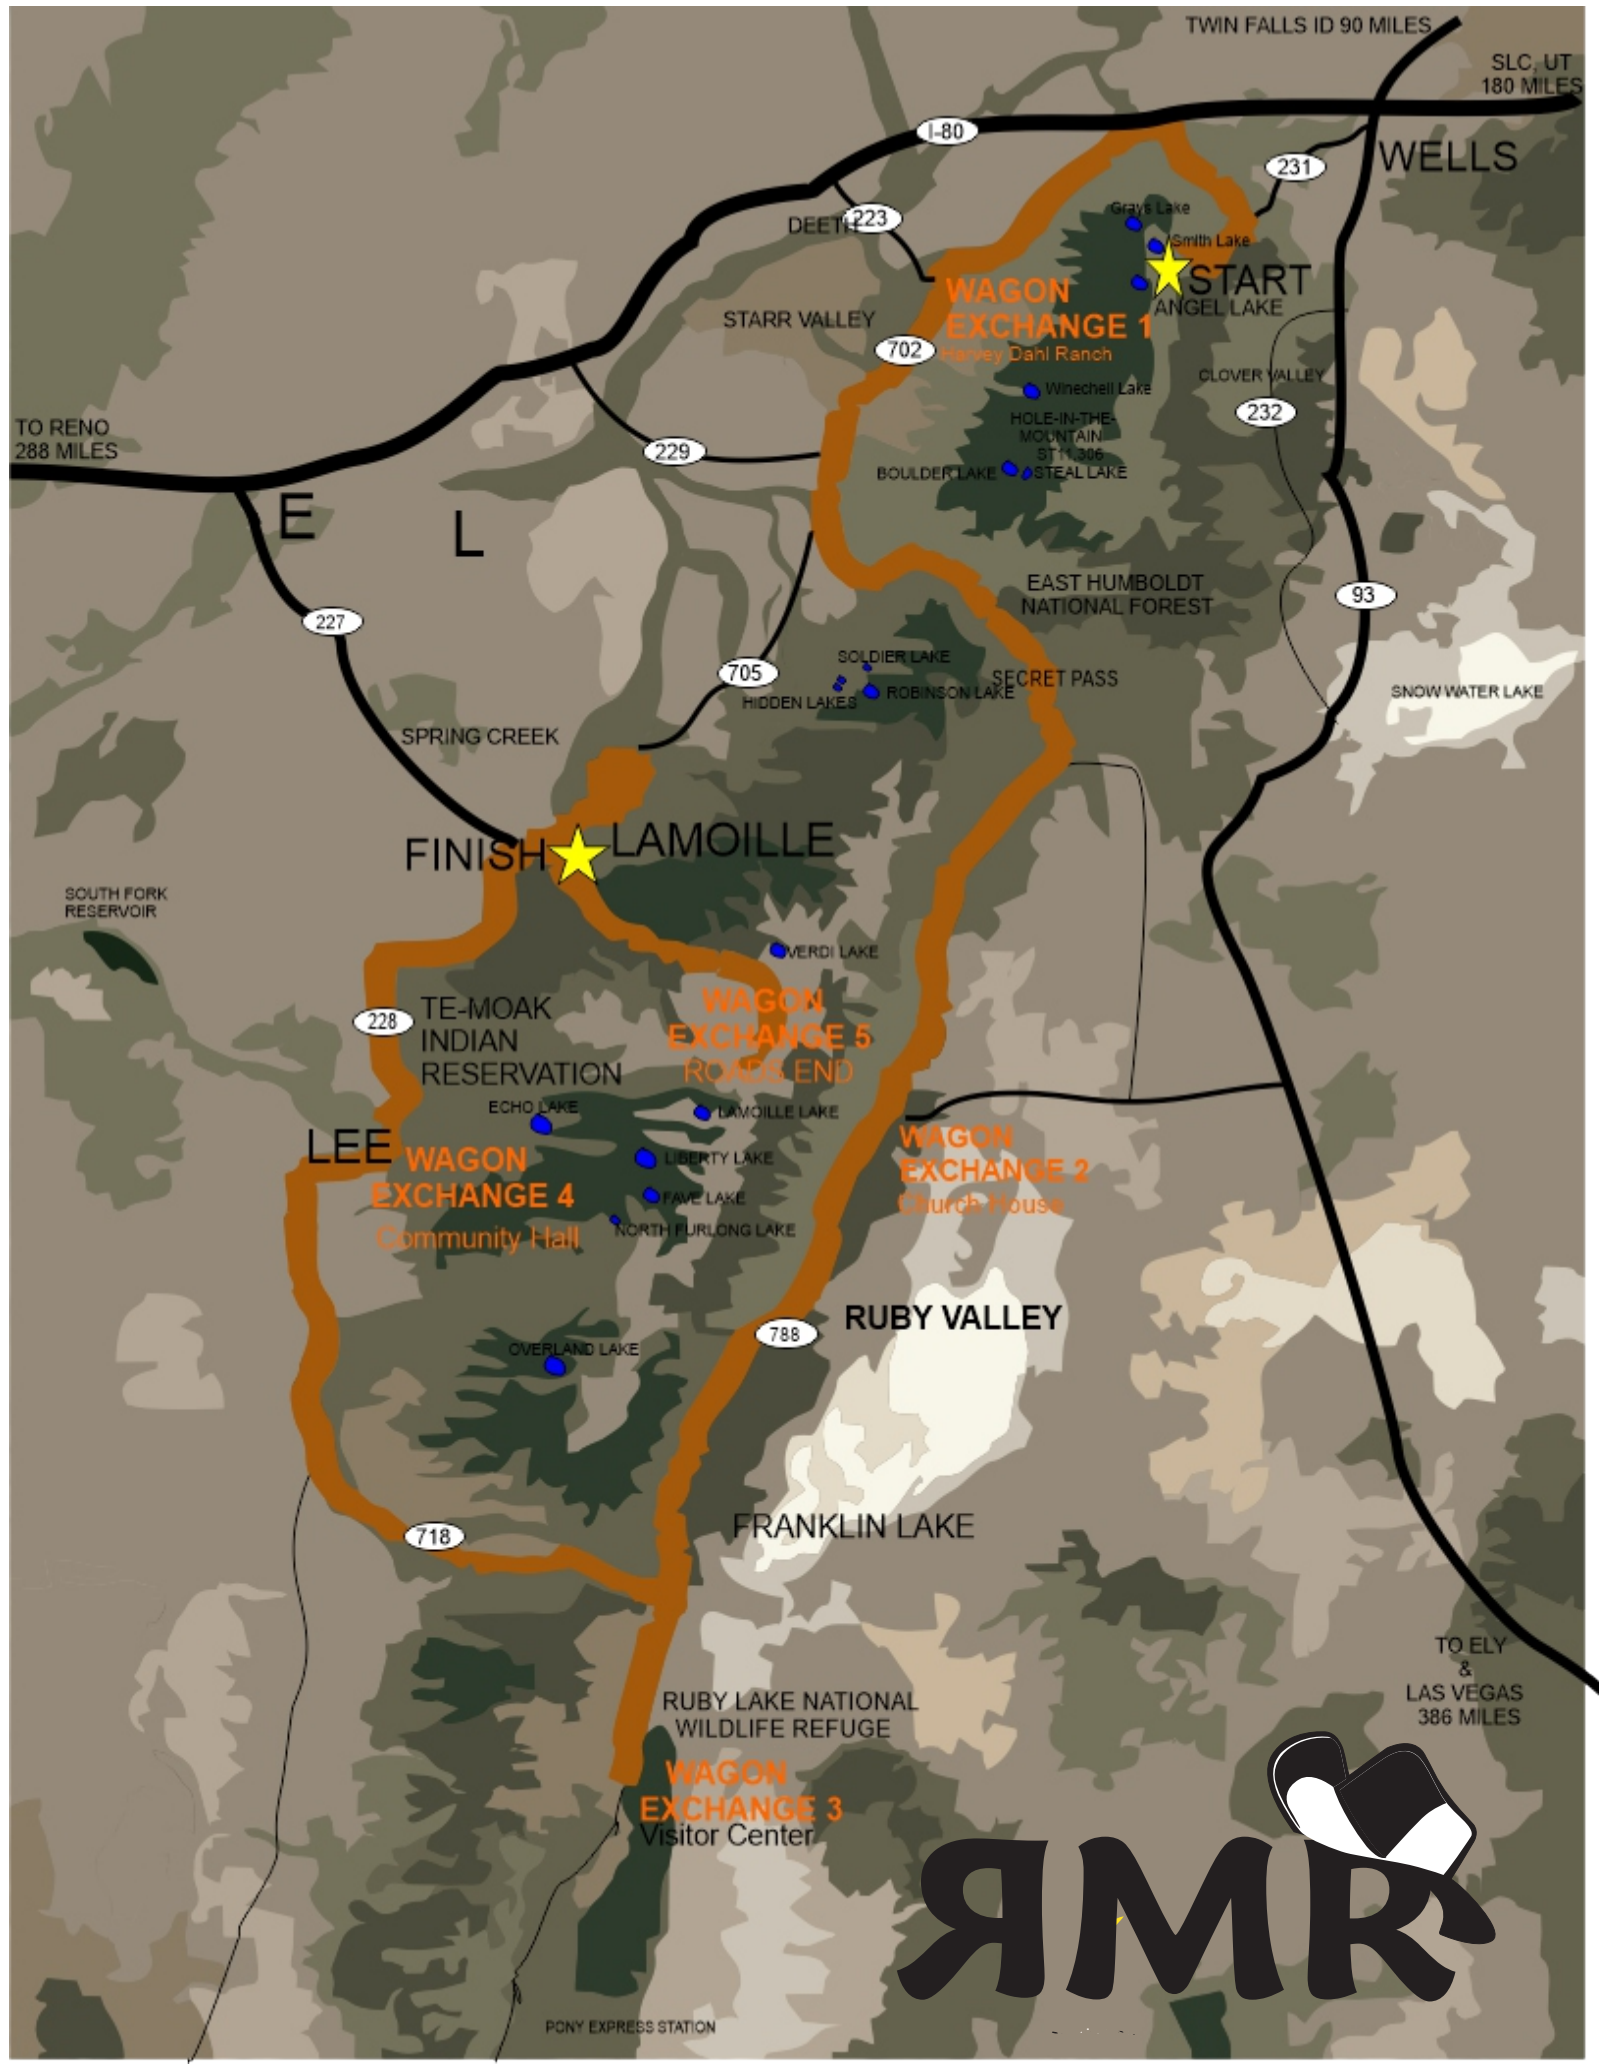 TWIN FALLS ID 90 MILES
SLC, UT
180 MILES
I-80
WELLS
231
Grays Lake
223
DEETH
Smith Lake
START
ANGEL LAKE
WAGON
EXCHANGE 1
Harvey Dahl Ranch
STARR VALLEY
702
CLOVER VALLEY
Winechell Lake
232
HOLE-IN-THE-
MOUNTAIN
ST11,306
TO RENO
288 MILES
229
BOULDER LAKE
STEAL LAKE
E
L
EAST HUMBOLDT
NATIONAL FOREST
93
227
SOLDIER LAKE
705
HIDDEN LAKES
ROBINSON LAKE
SECRET PASS
SNOW WATER LAKE
SPRING CREEK
FINISH
LAMOILLE
SOUTH FORK
RESERVOIR
VERDI LAKE
228
TE-MOAK
INDIAN
RESERVATION
WAGON
EXCHANGE 5
ROADS END
ECHO LAKE
LAMOILLE LAKE
LEE
WAGON
EXCHANGE 4
Community Hall
LIBERTY LAKE
FAVE LAKE
NORTH FURLONG LAKE
WAGON
EXCHANGE 2
Church House
788
RUBY VALLEY
OVERLAND LAKE
718
FRANKLIN LAKE
TO ELY
&
LAS VEGAS
386 MILES
RUBY LAKE NATIONAL
WILDLIFE REFUGE
WAGON
EXCHANGE 3
Visitor Center
RMR
PONY EXPRESS STATION